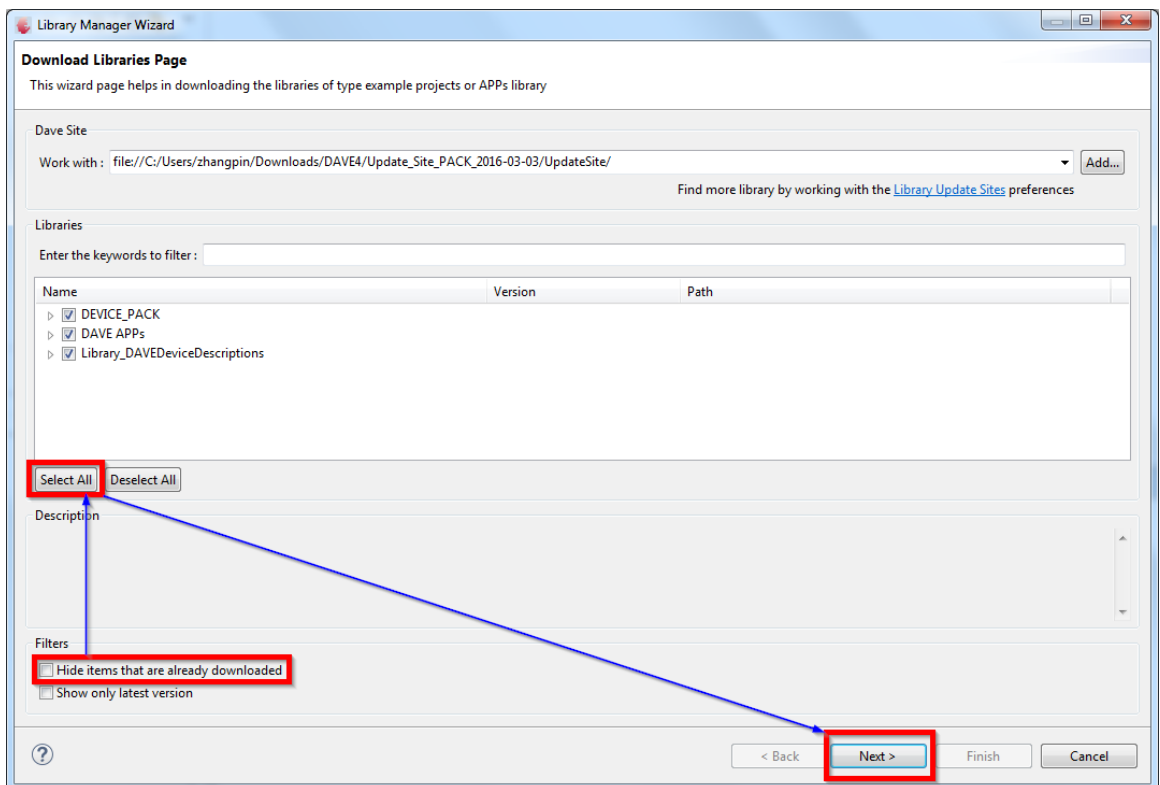 Library Manager Wizard
Download Libraries Page
This wizard page helps in downloading the libraries of type example projects or APPs library
Dave Site
Work with : file://C:/Users/zhangpin/Downloads/DAVE4/Update_Site_PACK_2016-03-03/UpdateSite/ Add...
Find more library by working with the Library Update Sites preferences
Libraries
Enter the keywords to filter :
Name Version Path
DEVICE_PACK
DAVE APPs
Library_DAVEDeviceDescriptions
Select All Deselect All
Description
Filters
Hide items that are already downloaded
Show only latest version
? < Back Next > Finish Cancel